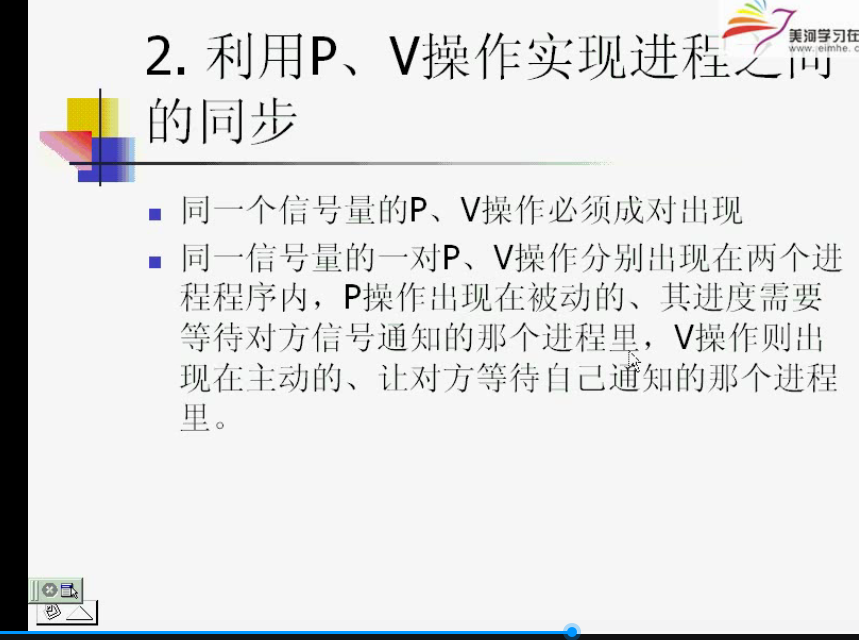 美河学习在
www.eimhe.c
2. 利用P、V操作实现进程之间
的同步
同一个信号量的P、V操作必须成对出现
同一信号量的一对P、V操作分别出现在两个进
程程序内，P操作出现在被动的、其进度需要
等待对方信号通知的那个进程里，V操作则出
现在主动的、让对方等待自己通知的那个进程
里。